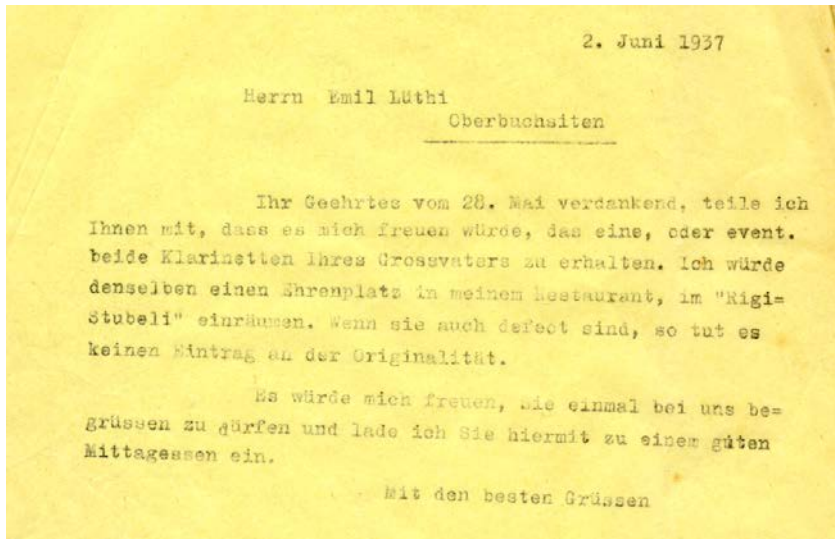 2. Juni 1937
Herrn Emil Lüthi
Oberbuchsiten
Ihr Geehrtes vom 28. Mai verdankend, teile ich
Ihnen mit, dass es mich freuen würde, das eine, oder event.
beide Klarinetten Ihres Grossvaters zu erhalten. Ich würde
denselben einen Ehrenplatz in meinem Restaurant, im "Rigi=
Stubeli" einräumen. Wenn sie auch defect sind, so tut es
keinen Eintrag an der Originalität.
Es würde mich freuen, Sie einmal bei uns be=
grüssen zu dürfen und lade ich Sie hiermit zu einem guten
Mittagessen ein.
Mit den besten Grüssen